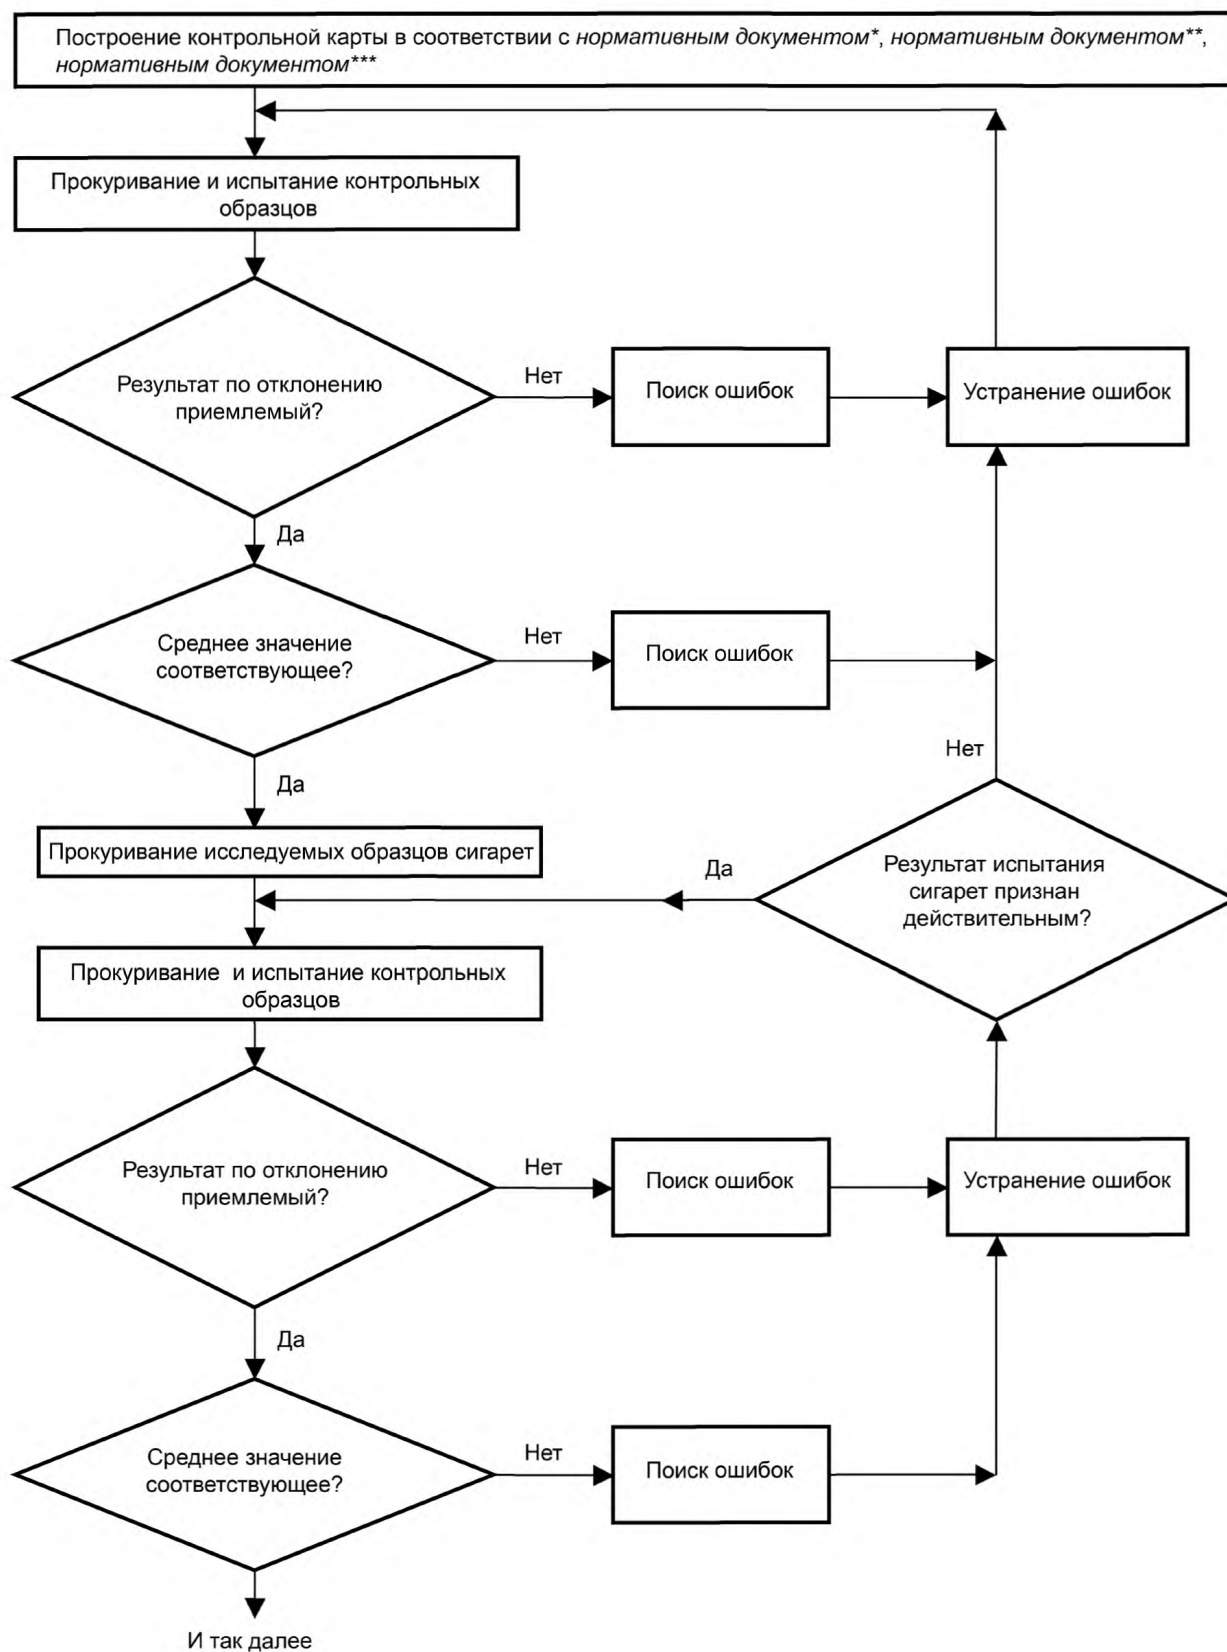 Построение контрольной карты в соответствии с нормативным документом*, нормативным документом**,
нормативным документом***
Прокуривание и испытание контрольных
образцов
Результат по отклонению
приемлемый?
Нет
Поиск ошибок
Устранение ошибок
Да
Среднее значение
соответствующее?
Нет
Поиск ошибок
Нет
Да
Прокуривание исследуемых образцов сигарет
Да
Результат испытания
сигарет признан
действительным?
Прокуривание и испытание контрольных
образцов
Результат по отклонению
приемлемый?
Нет
Поиск ошибок
Устранение ошибок
Да
Среднее значение
соответствующее?
Нет
Поиск ошибок
И так далее